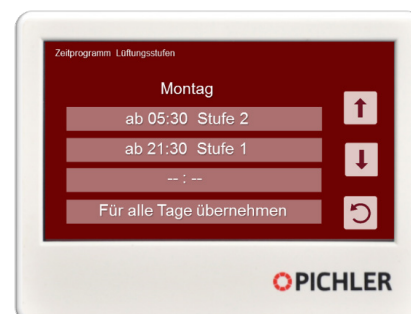 Zeitprogramm Lüftungsstufen
Montag
ab 05:30 Stufe 2
ab 21:30 Stufe 1
-- : --
Für alle Tage übernehmen
PICHLER